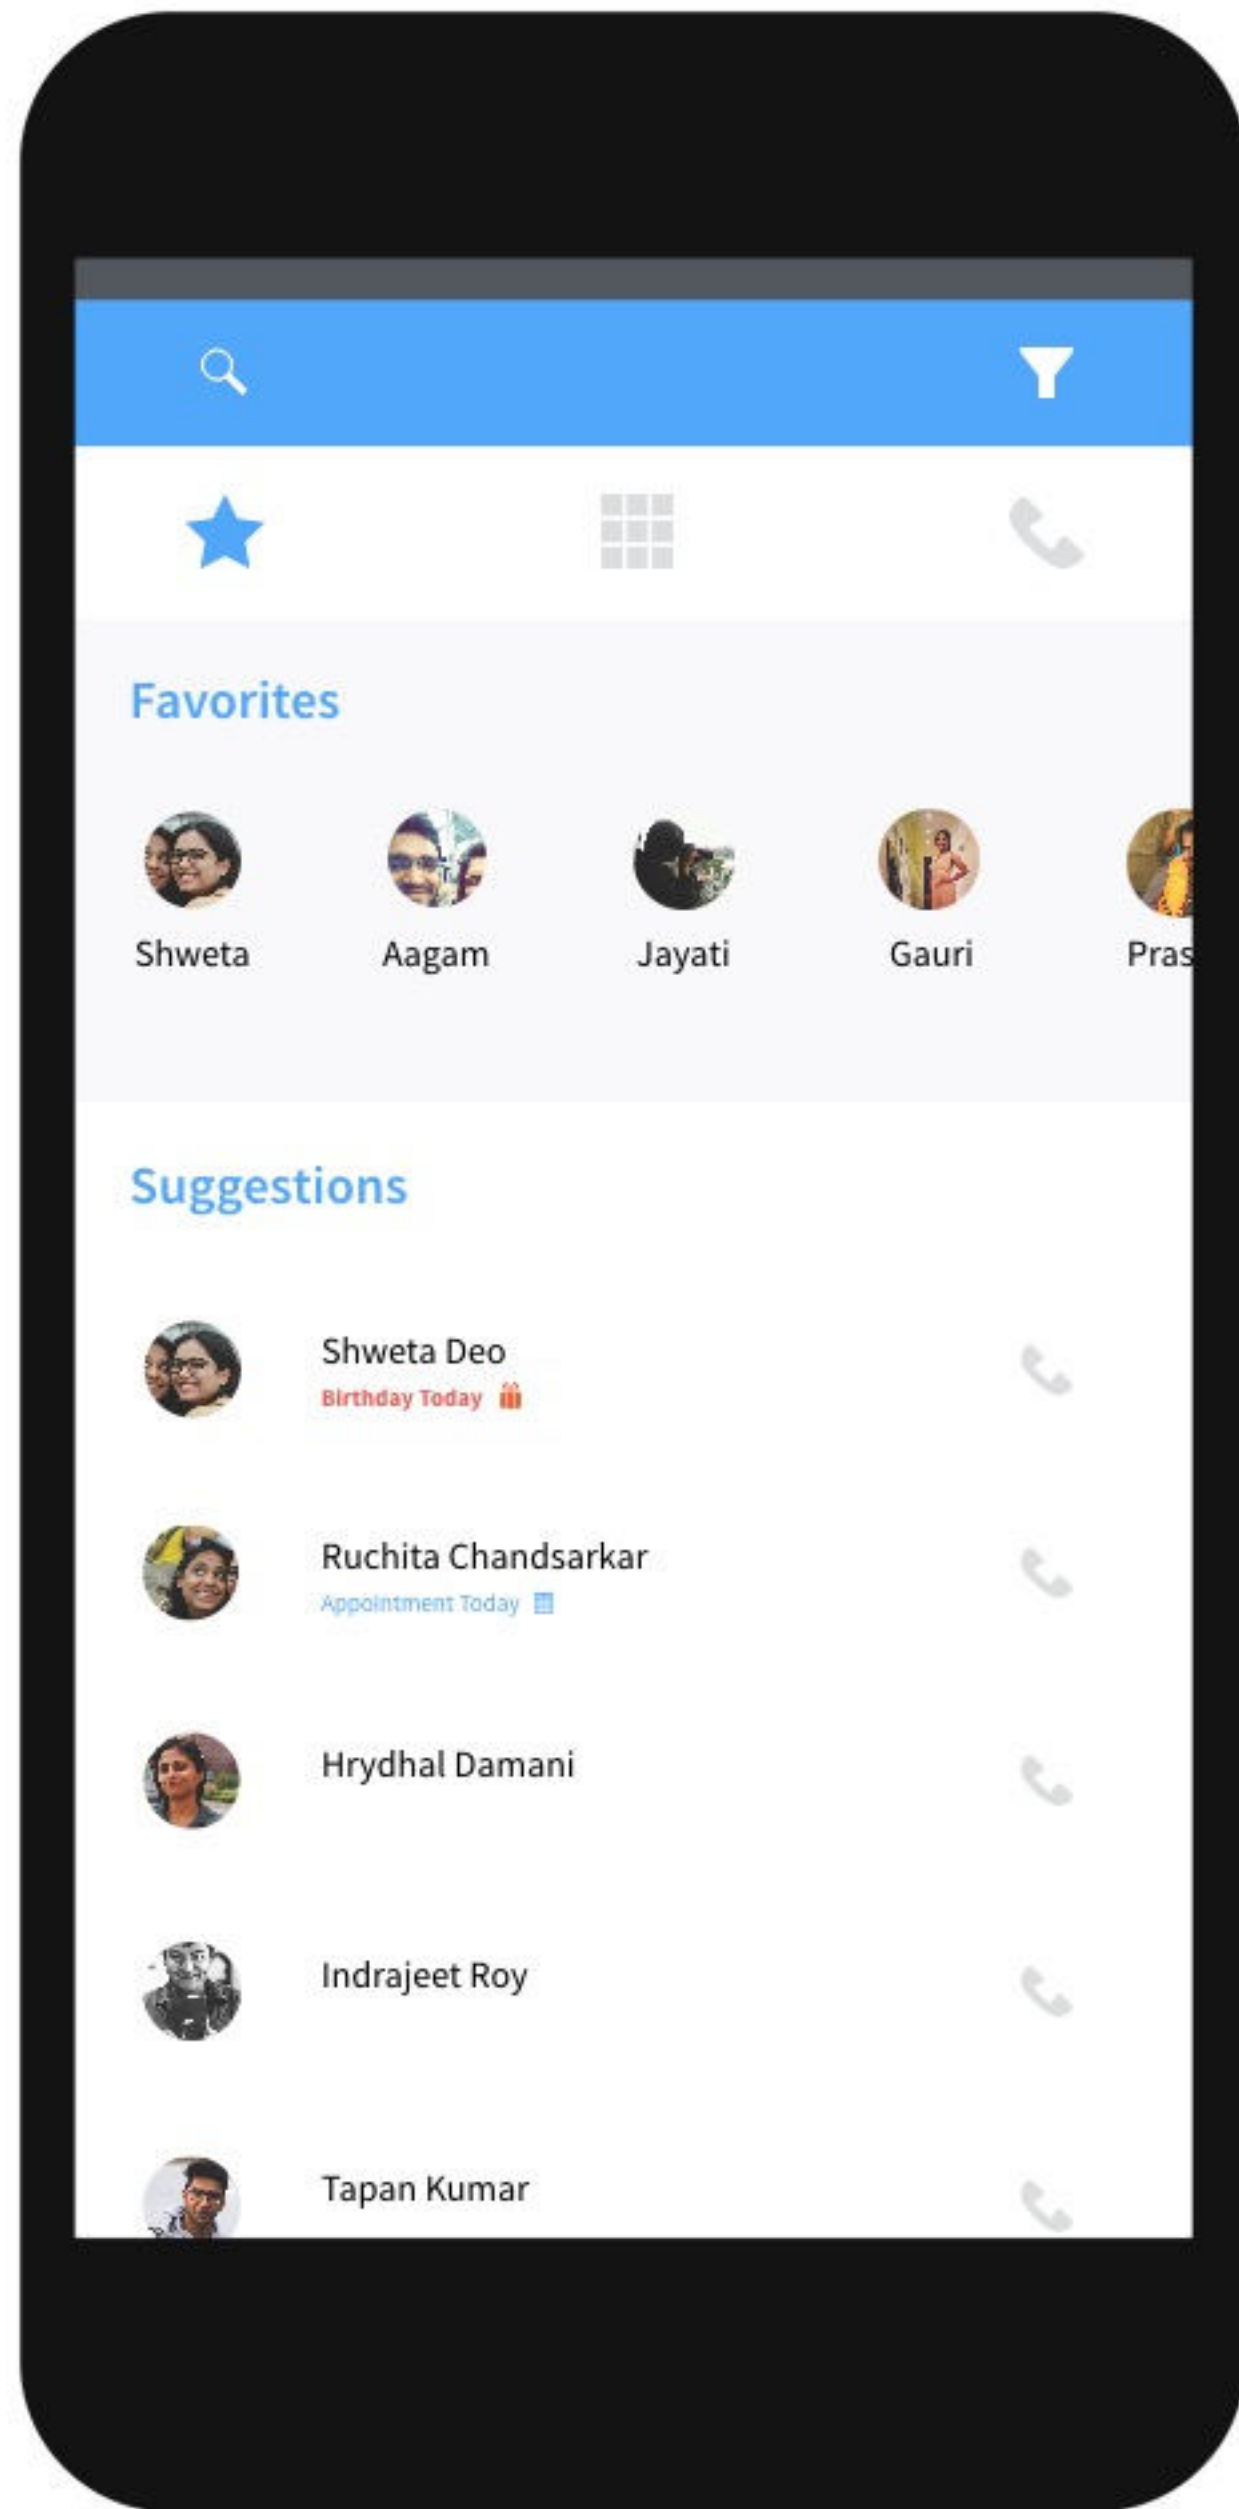 Favorites
Shweta Aagam Jayati Gauri Pras
Suggestions
Shweta Deo
Birthday Today
Ruchita Chandsarkar
Appointment Today
Hrydhal Damani
Indrajeet Roy
Tapan Kumar